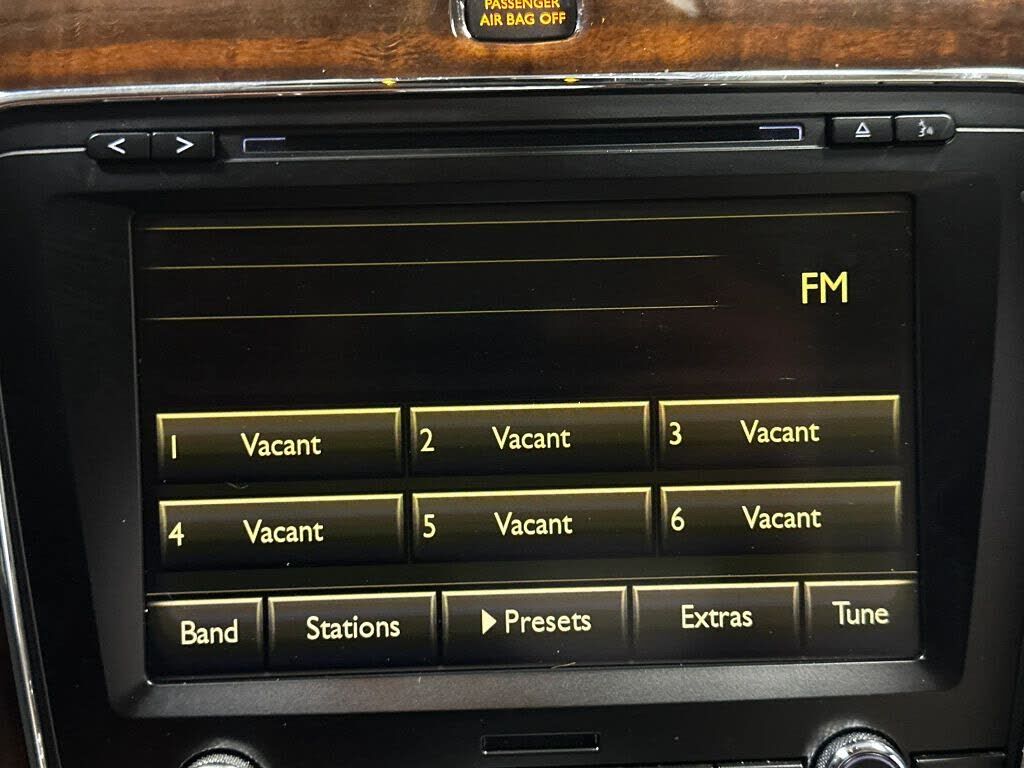 PASSENGER
AIR BAG OFF
< >
FM
1 Vacant 2 Vacant 3 Vacant
4 Vacant 5 Vacant 6 Vacant
Band Stations ▶Presets Extras Tune